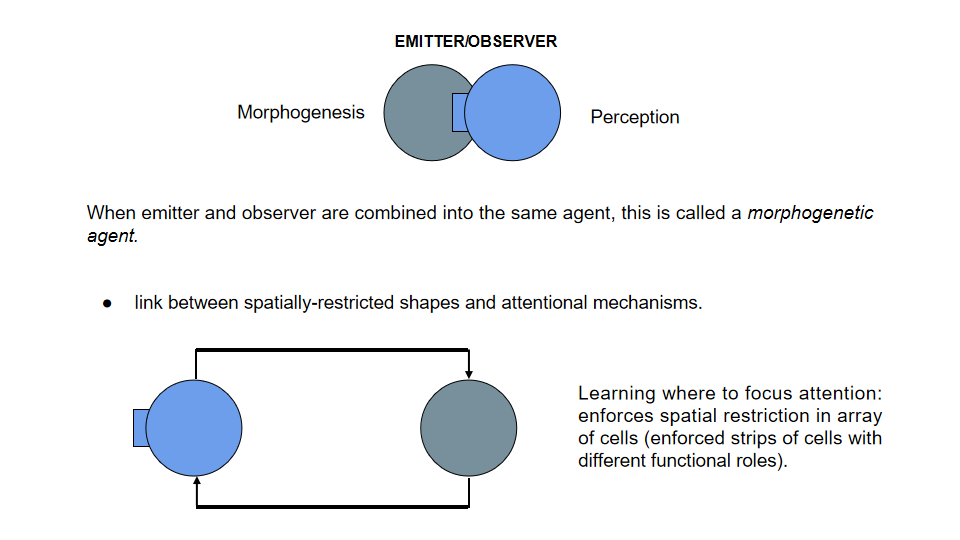 EMITTER/OBSERVER
Morphogenesis
Perception
When emitter and observer are combined into the same agent, this is called a morphogenetic
agent.
● link between spatially-restricted shapes and attentional mechanisms.
Learning where to focus attention:
enforces spatial restriction in array
of cells (enforced strips of cells with
different functional roles).